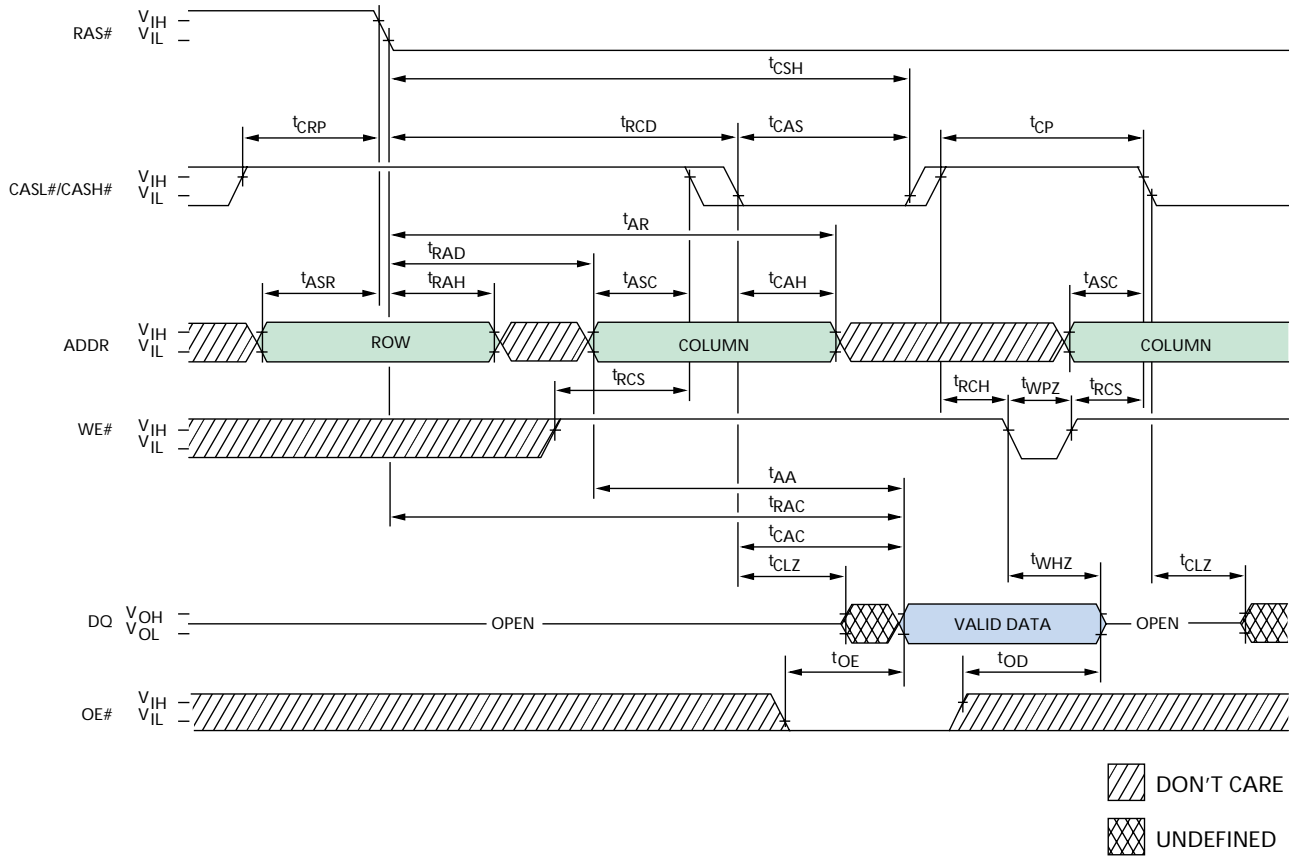 RAS#
VIH
VIL
tCSH
tCRP
tRCD
tCAS
tCP
CASL#/CASH#
VIH
VIL
tAR
tRAD
tASR
tRAH
tASC
tCAH
tASC
ADDR
VIH
VIL
ROW
COLUMN
COLUMN
tRCS
tRCH
tWPZ
tRCS
WE#
VIH
VIL
tAA
tRAC
tCAC
tCLZ
tWHZ
tCLZ
DQ
VOH
VOL
OPEN
VALID DATA
OPEN
tOE
tOD
OE#
VIH
VIL
DON'T CARE
UNDEFINED